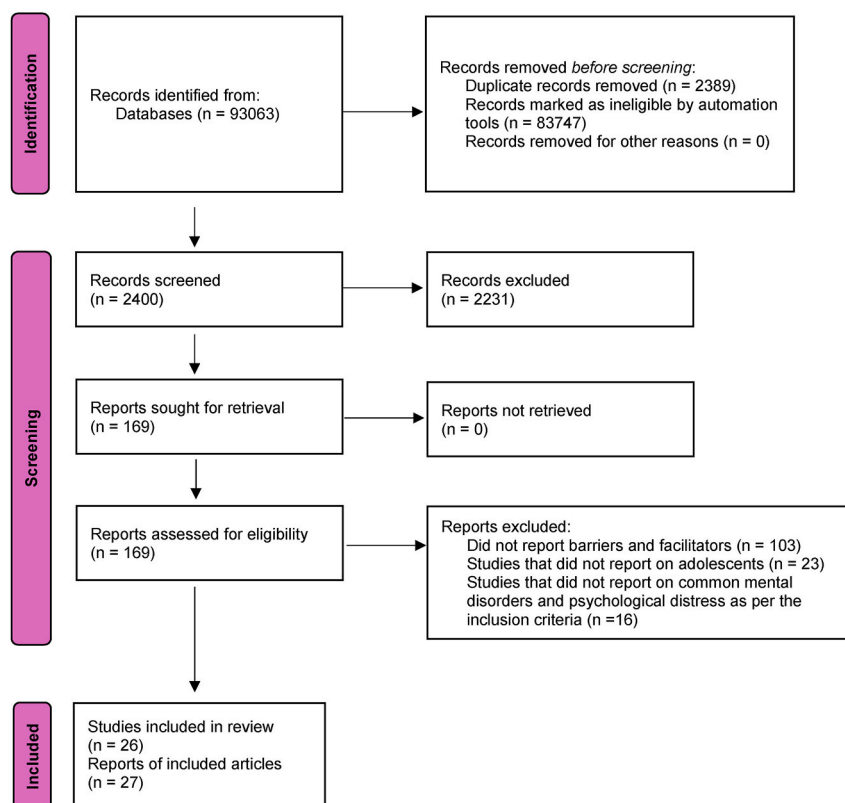 Identification
Records identified from:
Databases (n = 93063)
Records removed before screening:
Duplicate records removed (n = 2389)
Records marked as ineligible by automation
tools (n = 83747)
Records removed for other reasons (n = 0)
Screening
Records screened
(n = 2400)
Records excluded
(n = 2231)
Reports sought for retrieval
(n = 169)
Reports not retrieved
(n = 0)
Reports assessed for eligibility
(n = 169)
Reports excluded:
Did not report barriers and facilitators (n = 103)
Studies that did not report on adolescents (n = 23)
Studies that did not report on common mental
disorders and psychological distress as per the
inclusion criteria (n =16)
Included
Studies included in review
(n = 26)
Reports of included articles
(n = 27)